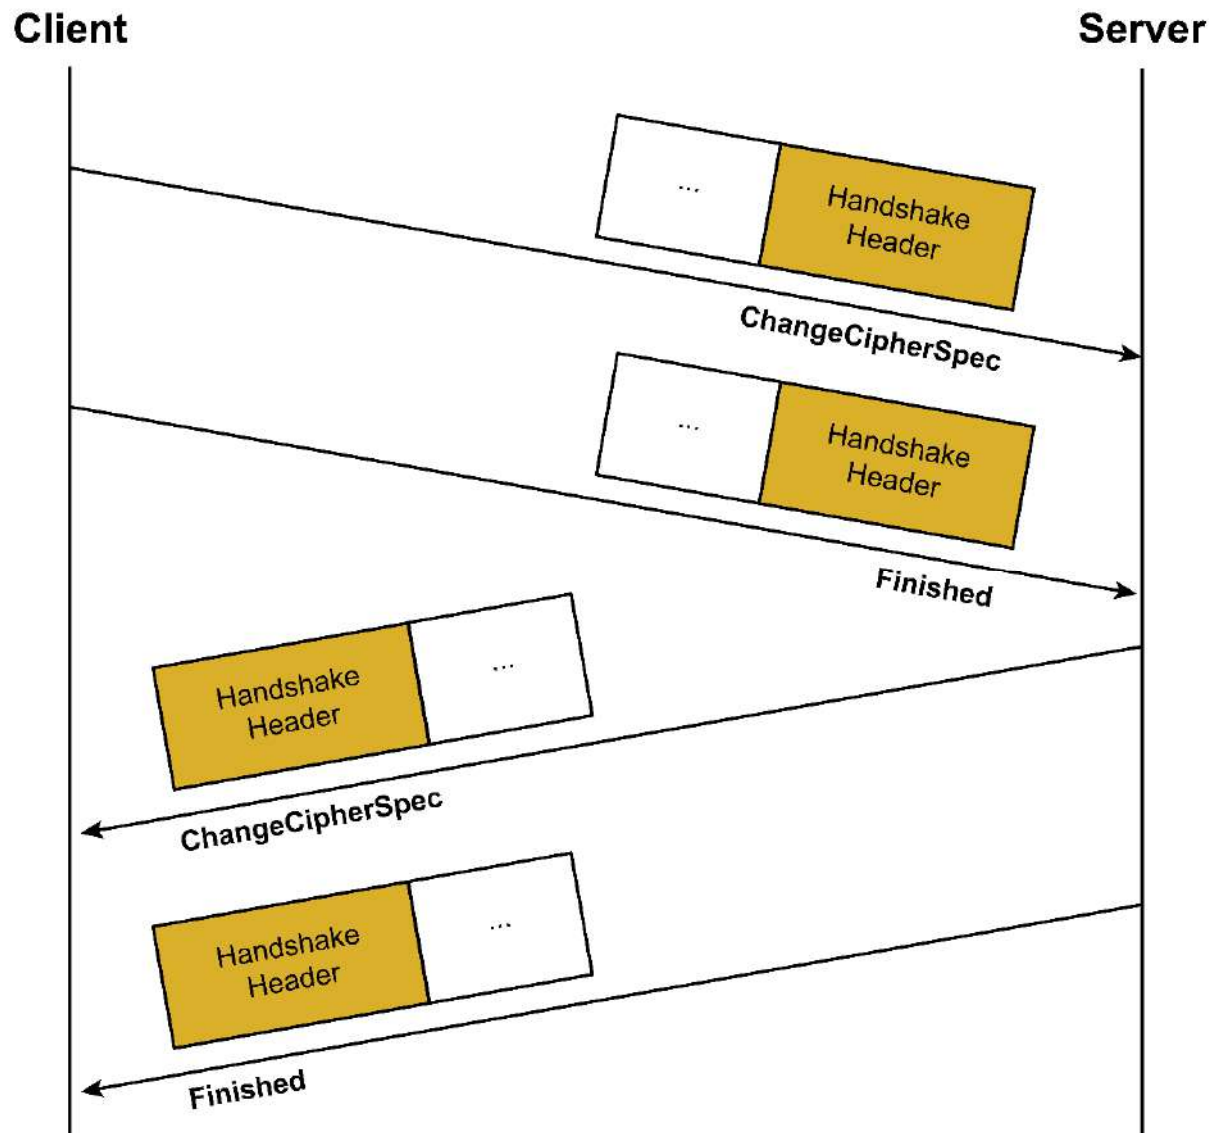 Client
Server
...
Handshake
Header
ChangeCipherSpec
...
Handshake
Header
Finished
Handshake
Header
...
ChangeCipherSpec
Handshake
Header
...
Finished